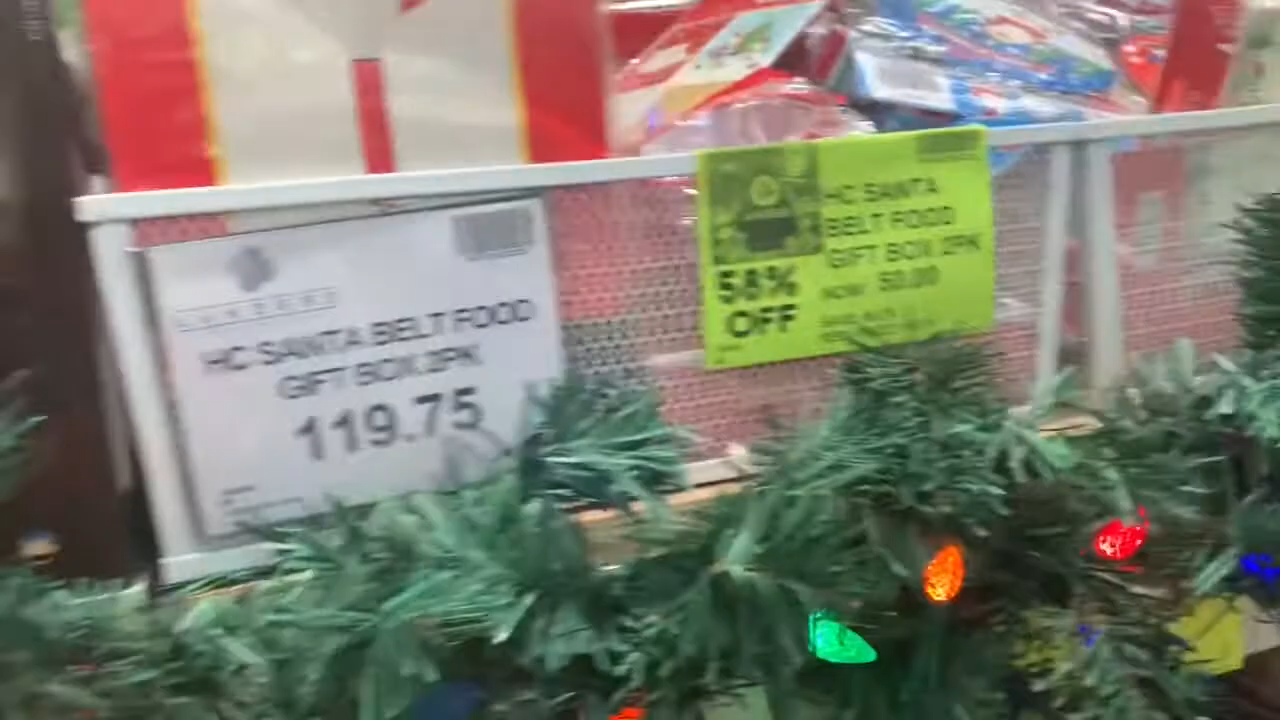 HC SANTA BELT FOOD
GIFT BOX 2PK
119.75
58%
OFF
HC SANTA
BELT FOOD
GIFT BOX 2PK
NOW 50.00